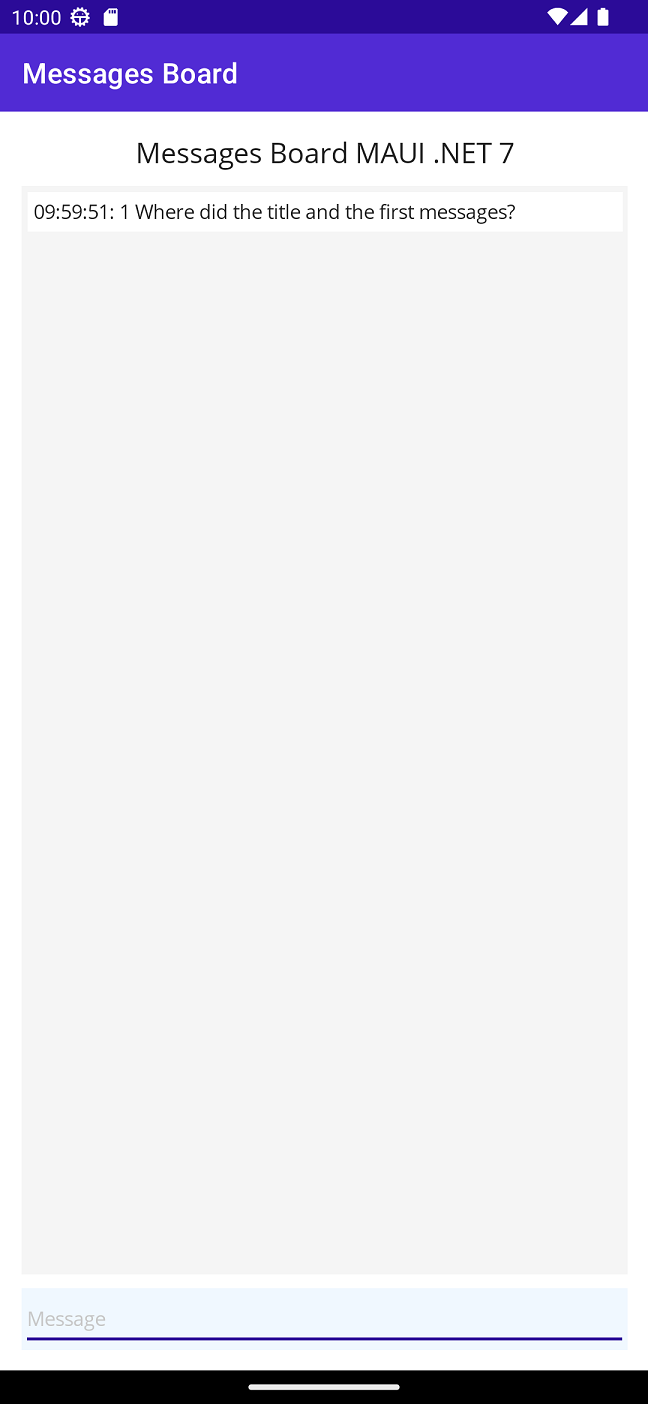 10:00
Messages Board
Messages Board MAUI .NET 7
09:59:51: 1 Where did the title and the first messages?
Message